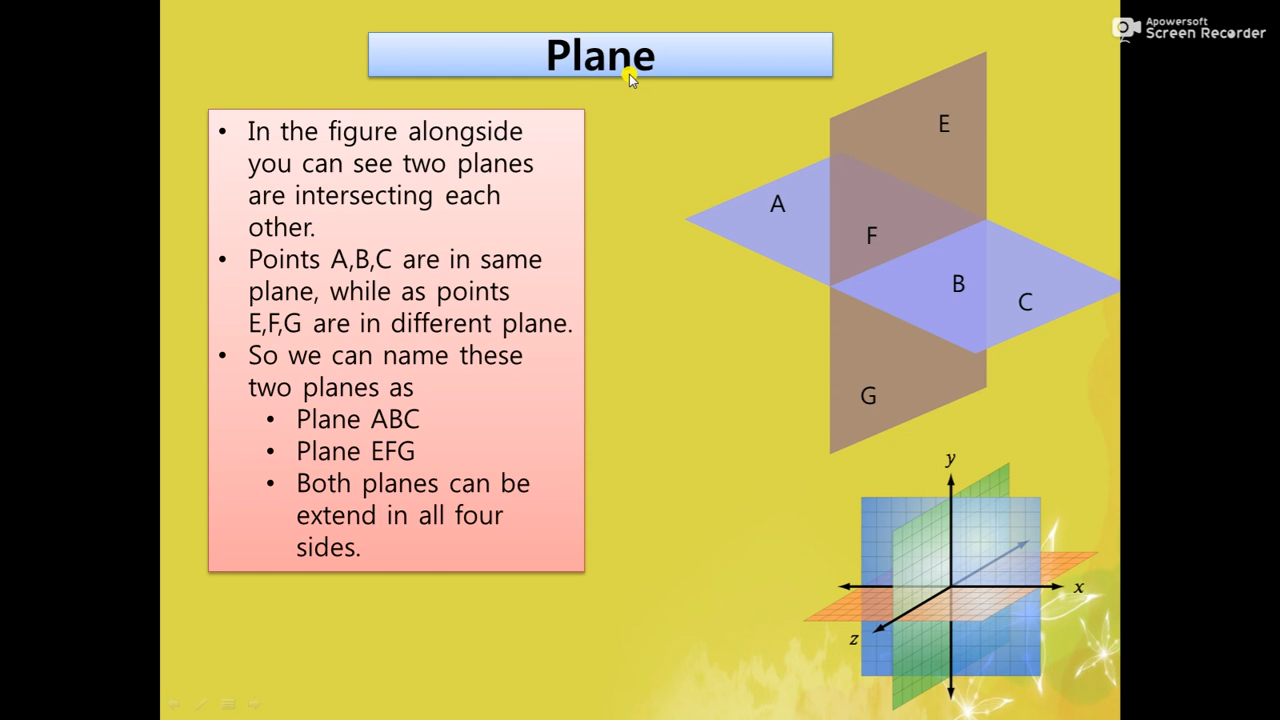 Apowersoft
Screen Recorder
Plane
• In the figure alongside
you can see two planes
are intersecting each
other.
• Points A,B,C are in same
plane, while as points
E,F,G are in different plane.
• So we can name these
two planes as
• Plane ABC
• Plane EFG
• Both planes can be
extend in all four
sides.
E
A
F
B
C
G
y
x
z